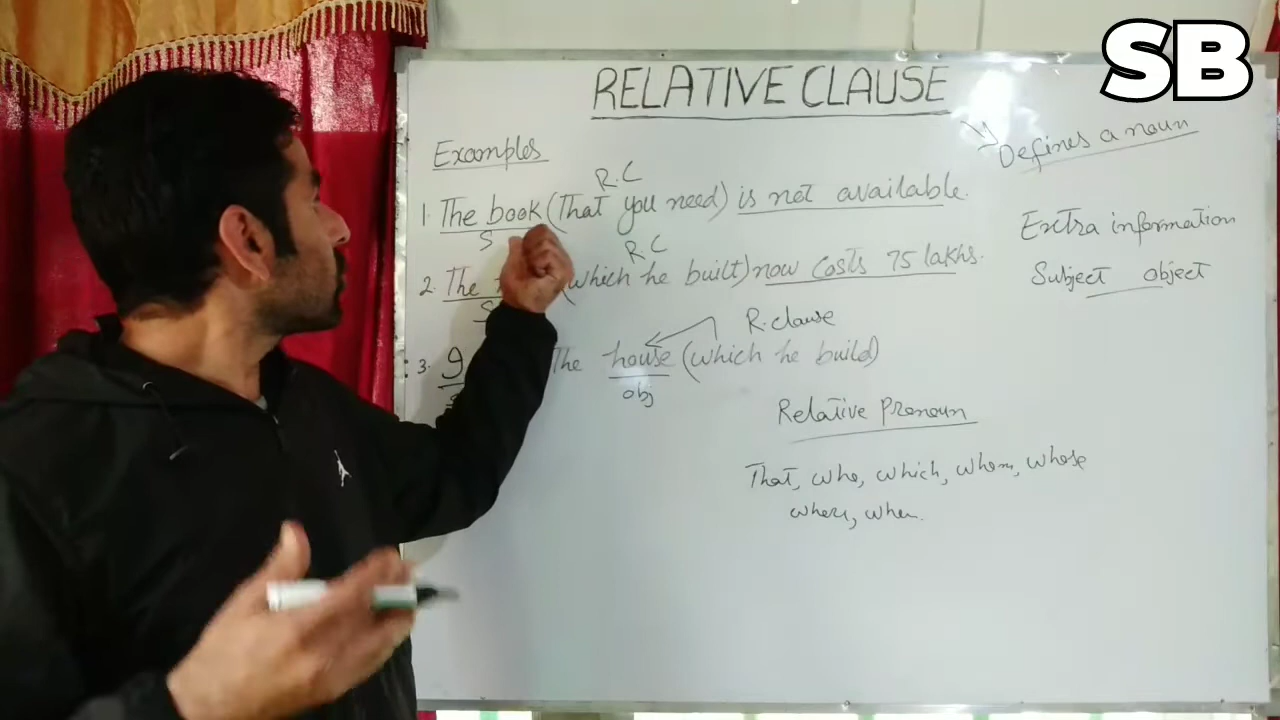 SB
RELATIVE CLAUSE
Defines a noun
Examples
R.C
1. The book (That you need) is not available.
S
Extra information
R C
2. The (which he built) now costs 75 lakhs.
S
Subject object
R. clause
3. I The house (which he build)
obj
Relative Pronoun
That, who, which, whom, whose
where, when.